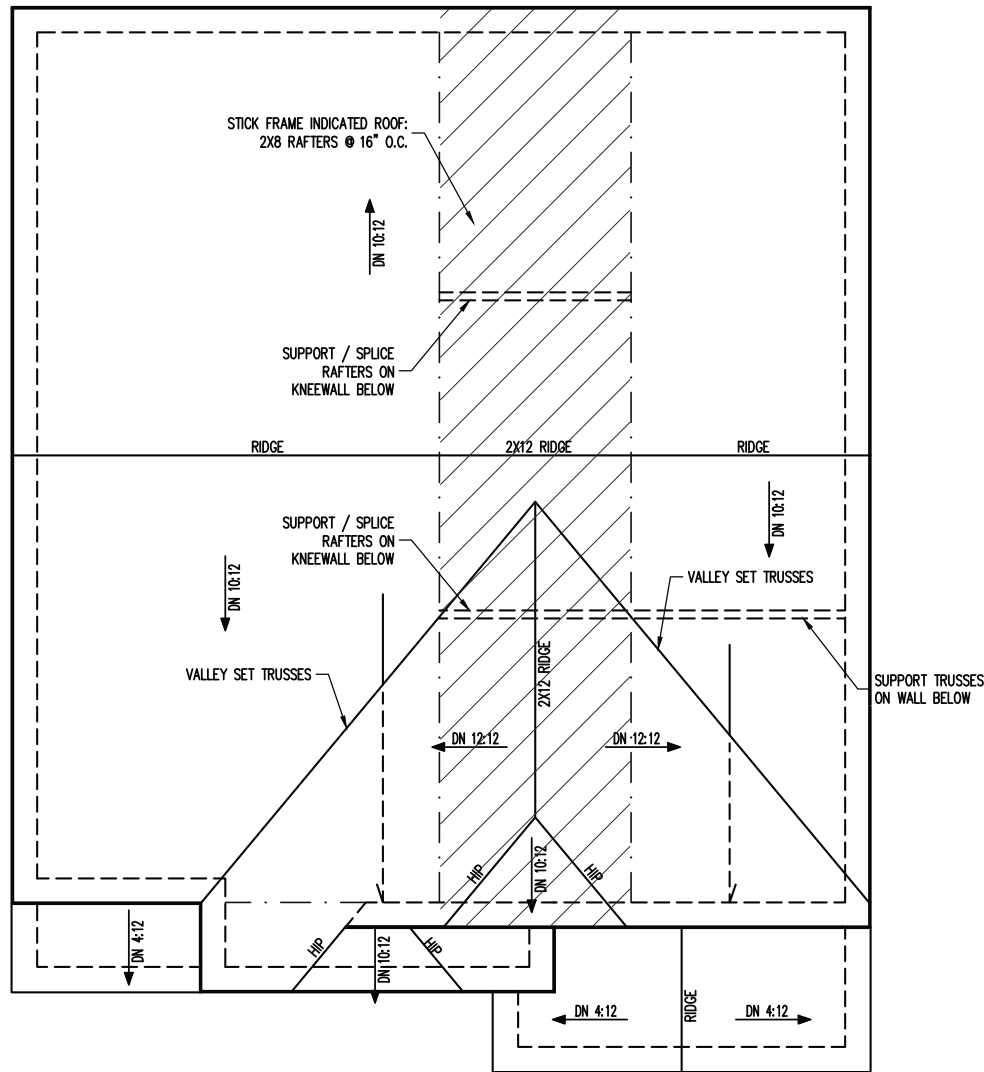 STICK FRAME INDICATED ROOF:
2X8 RAFTERS @ 16" O.C.
DN 10:12
SUPPORT / SPLICE
RAFTERS ON
KNEEWALL BELOW
RIDGE
2X12 RIDGE
RIDGE
DN 10:12
SUPPORT / SPLICE
RAFTERS ON
KNEEWALL BELOW
DN 10:12
VALLEY SET TRUSSES
2X12 RIDGE
VALLEY SET TRUSSES
SUPPORT TRUSSES
ON WALL BELOW
DN 12:12
DN 12:12
HIP
DN 10:12
HIP
DN 4:12
HIP
DN 10:12
HIP
DN 4:12
RIDGE
DN 4:12